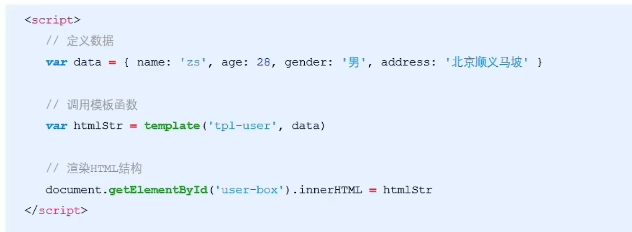 <script>
// 定义数据
var data = { name: 'zs', age: 28, gender: '男', address: '北京顺义马坡' }
// 调用模板函数
var htmlStr = template('tpl-user', data)
// 渲染HTML结构
document.getElementById('user-box').innerHTML = htmlStr
</script>